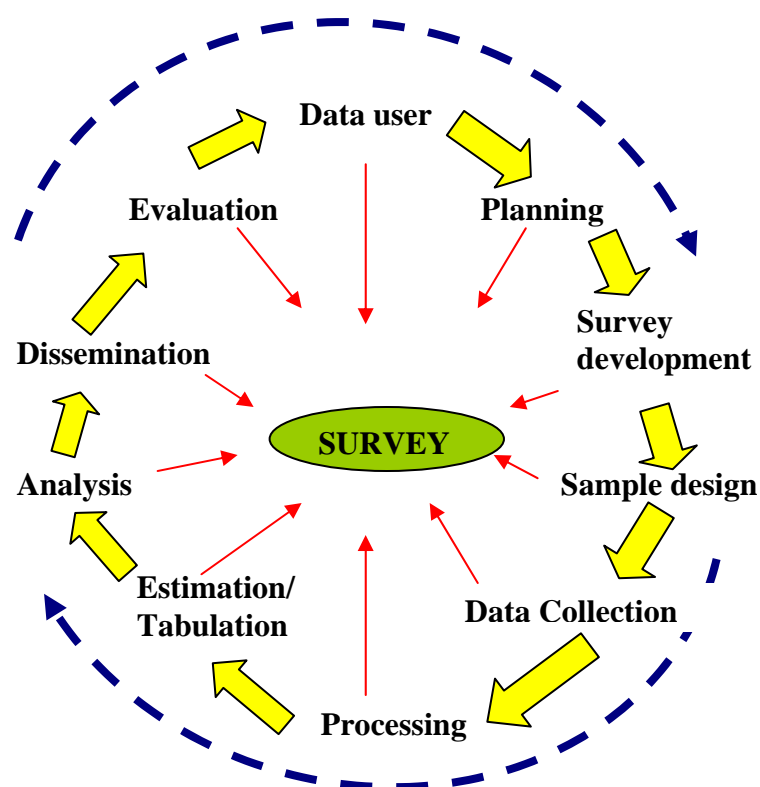 Data user
Planning
Survey
development
Sample design
Data Collection
Processing
Estimation/
Tabulation
Analysis
Dissemination
Evaluation
SURVEY